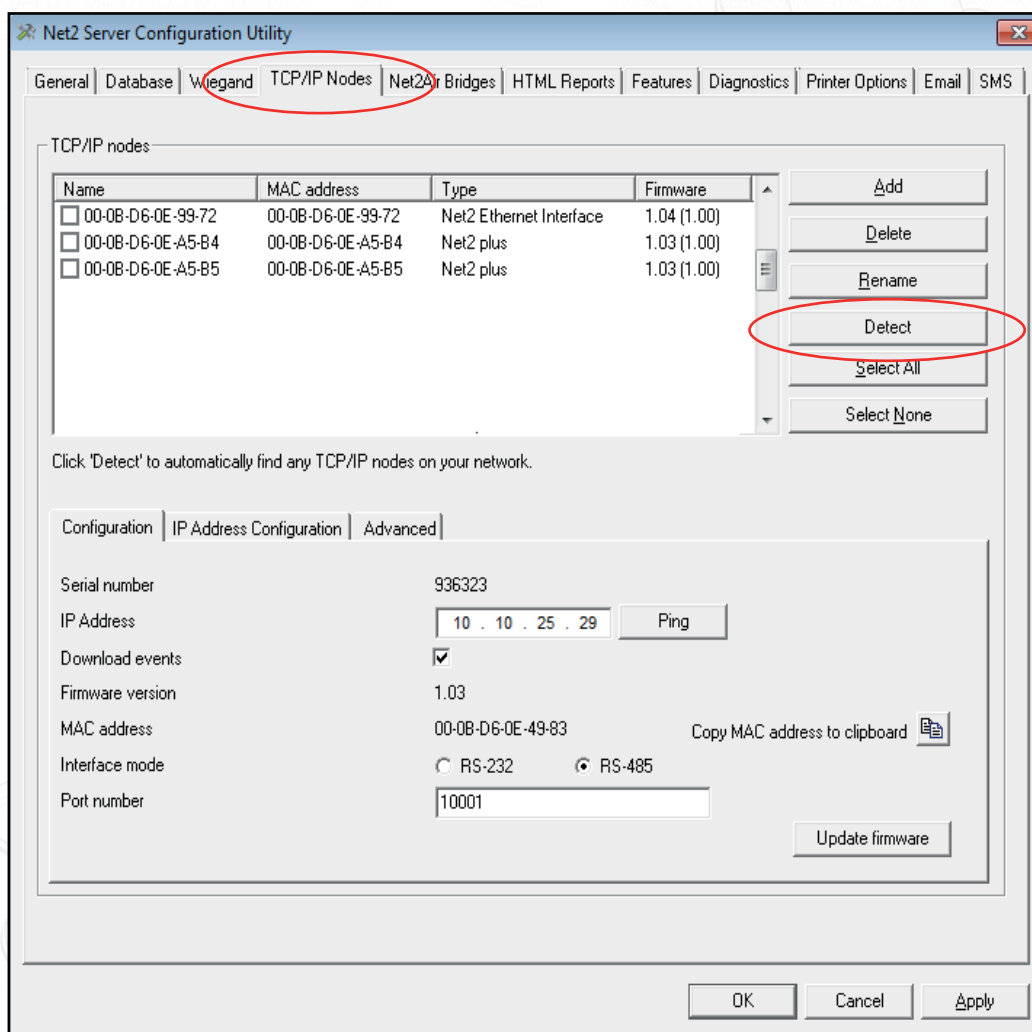 Net2 Server Configuration Utility
General Database Wiegand TCP/IP Nodes Net2Air Bridges HTML Reports Features Diagnostics Printer Options Email SMS
TCP/IP nodes
Name MAC address Type Firmware
00-0B-D6-0E-99-72 00-0B-D6-0E-99-72 Net2 Ethernet Interface 1.04 (1.00)
00-0B-D6-0E-A5-B4 00-0B-D6-0E-A5-B4 Net2 plus 1.03 (1.00)
00-0B-D6-0E-A5-B5 00-0B-D6-0E-A5-B5 Net2 plus 1.03 (1.00)
Add
Delete
Rename
Detect
Select All
Select None
Click 'Detect' to automatically find any TCP/IP nodes on your network.
Configuration IP Address Configuration Advanced
Serial number 936323
IP Address 10 . 10 . 25 . 29 Ping
Download events
Firmware version 1.03
MAC address 00-0B-D6-0E-49-83 Copy MAC address to clipboard
Interface mode RS-232 RS-485
Port number 10001
Update firmware
OK Cancel Apply